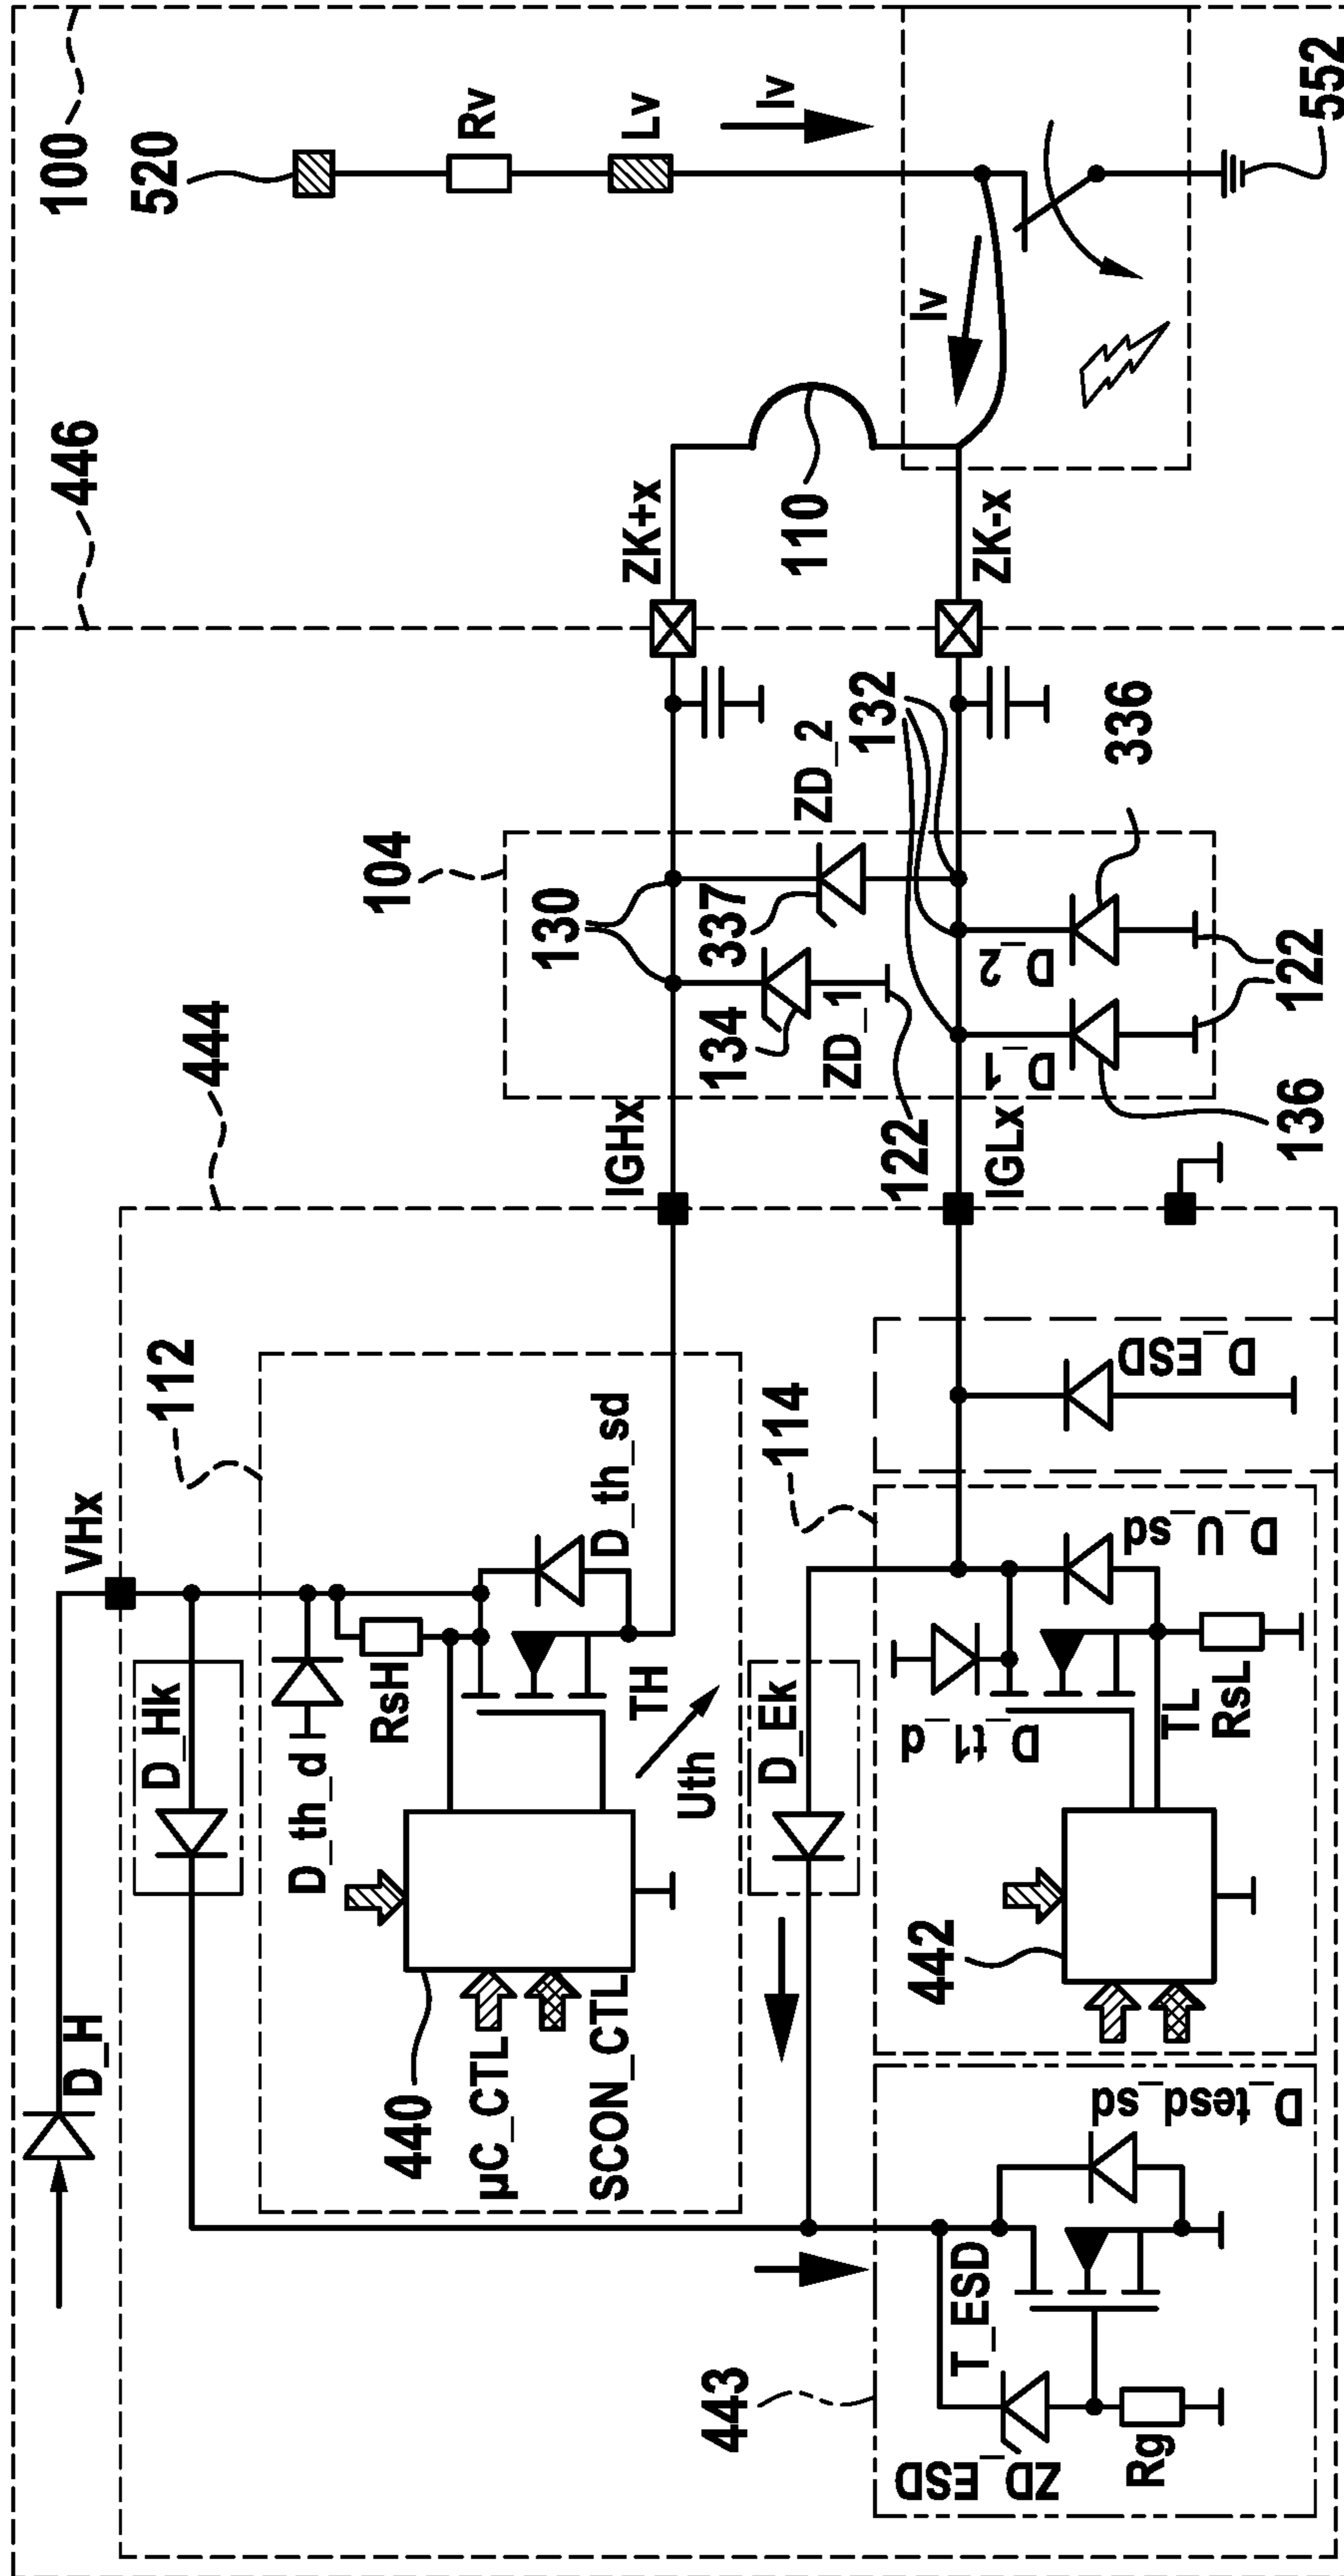 100
520
Rv
Lv
Iv
552
Iv
446
110
ZK+x
ZK-x
132
336
ZD_2
104
130
337
134
ZD_1
D_2
D_1
122
122
136
444
IGHx
IGLx
112
VHx
D_th_sd
114
D_ESD
D_U_sd
D_Hk
RsH
TH
D_th_d
Uth
D_Ek
D_t1_d
TL
RsL
D_H
440
µC_CTL
SCON_CTL
442
D_tesd_sd
443
T_ESD
ZD_ESD
Rg